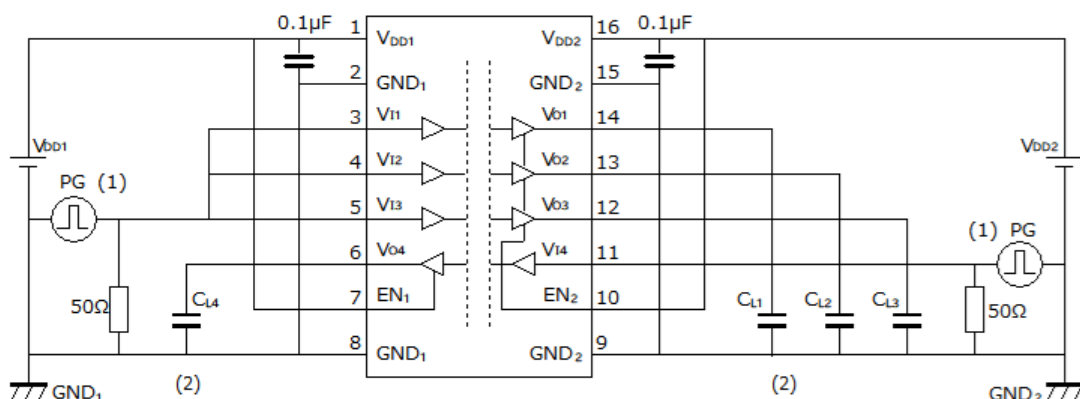 0.1μF 1 16 0.1μF
VDD1 VDD2
2 15
GND1 GND2
3 14
VI1 VO1
VDD1 4 13 VDD2
VI2 VO2
PG (1) 5 12
VI3 VO3
6 11 (1) PG
VO4 VI4
50Ω CL4 7 10 CL1 CL2 CL3 50Ω
EN1 EN2
8 9
GND1 GND2
GND1 (2) (2) GND2